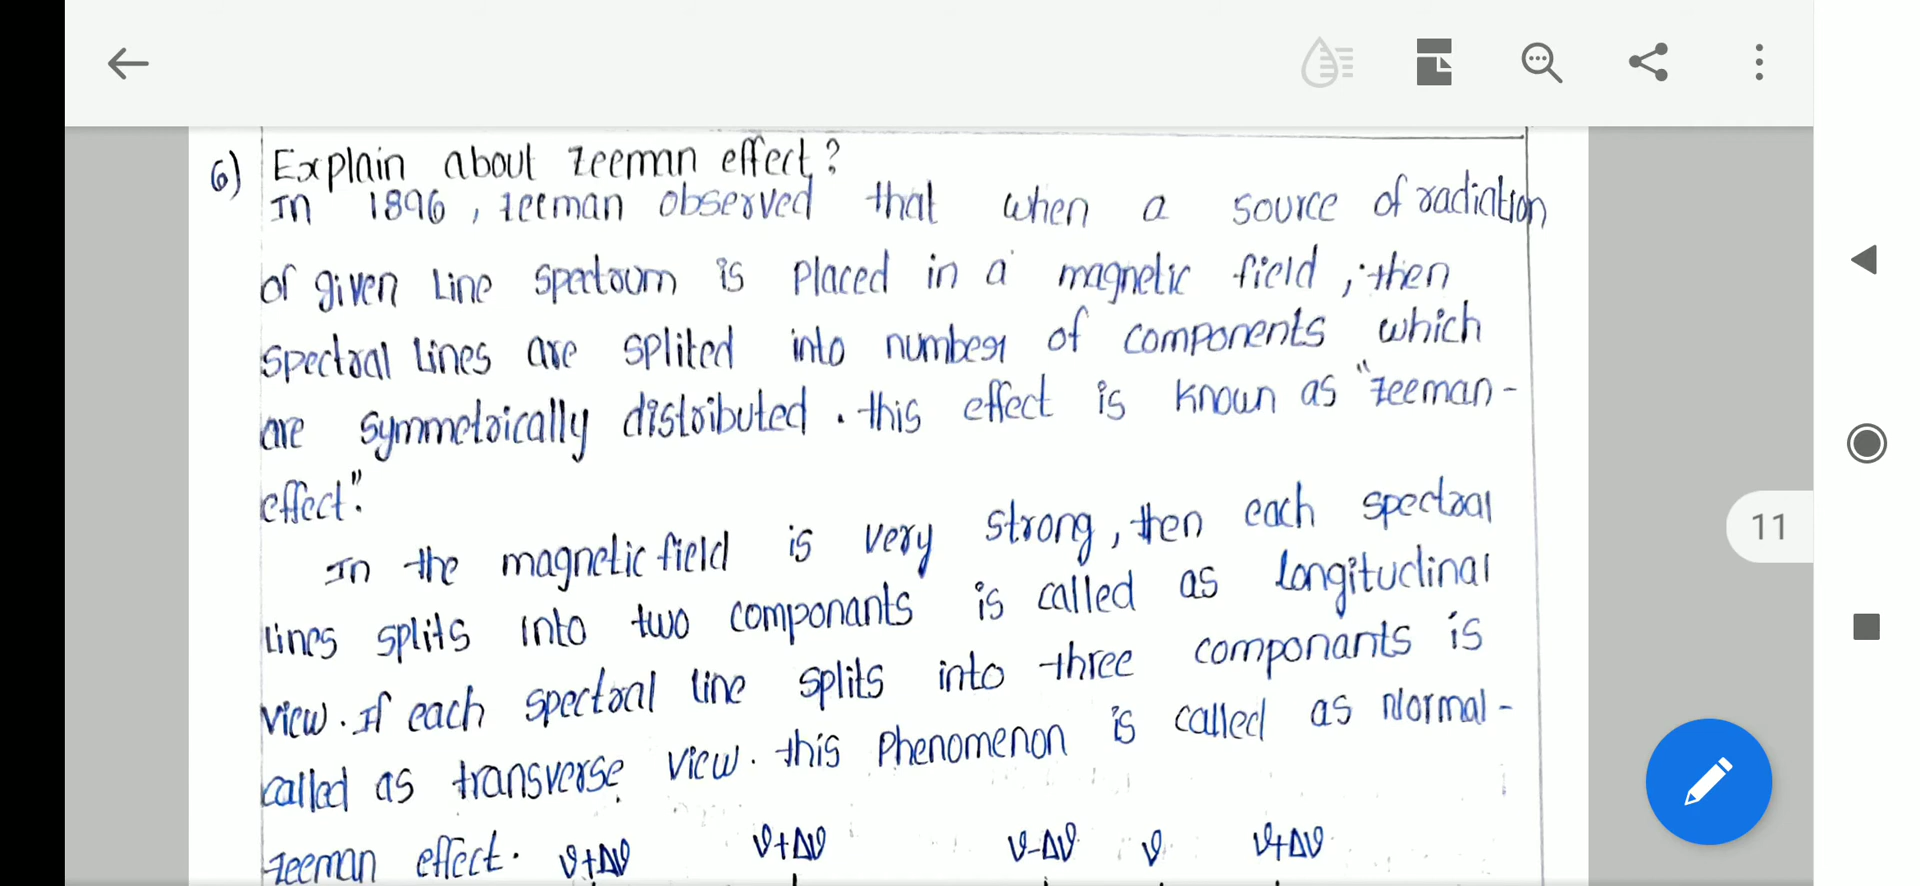 6) Explain about zeeman effect?
In 1896, zeeman observed that when a source of radiation
of given Line spectrum is placed in a magnetic field, then
spectral lines are splited into number of components which
are symmetrically distributed. this effect is known as "zeeman-
effect".
In the magnetic field is very strong, then each spectral
lines splits into two componants is called as longitudinal
view. If each spectral line splits into three componants is
called as transverse view. this Phenomenon is called as Normal-
zeeman effect. ν+Δν ν+Δν ν-Δν ν ν+Δν
11